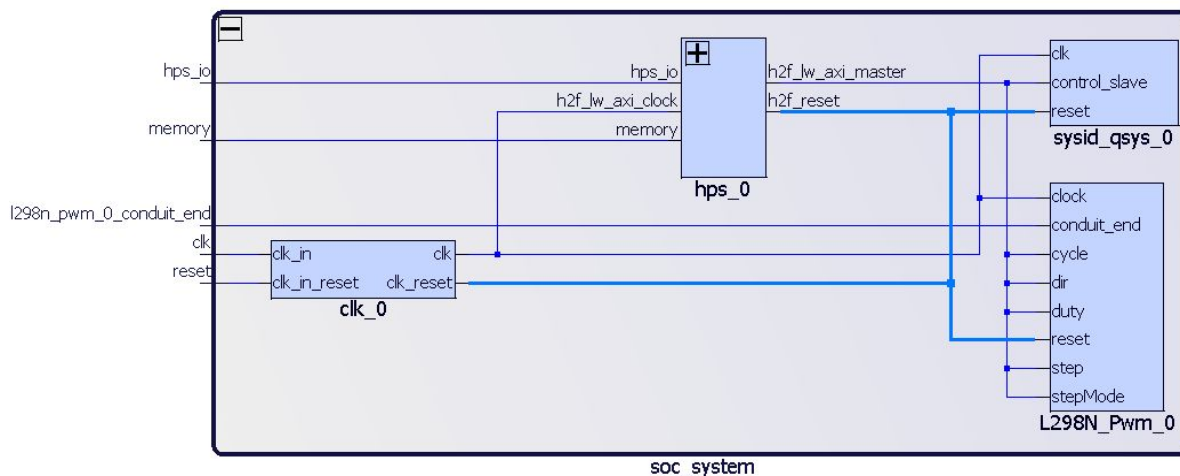 hps_io
memory
l298n_pwm_0_conduit_end
clk
reset
clk_in
clk_in_reset
clk
clk_reset
clk_0
hps_io
h2f_lw_axi_clock
memory
h2f_lw_axi_master
h2f_reset
hps_0
clk
control_slave
reset
sysid_qsys_0
clock
conduit_end
cycle
dir
duty
reset
step
stepMode
L298N_Pwm_0
soc_system